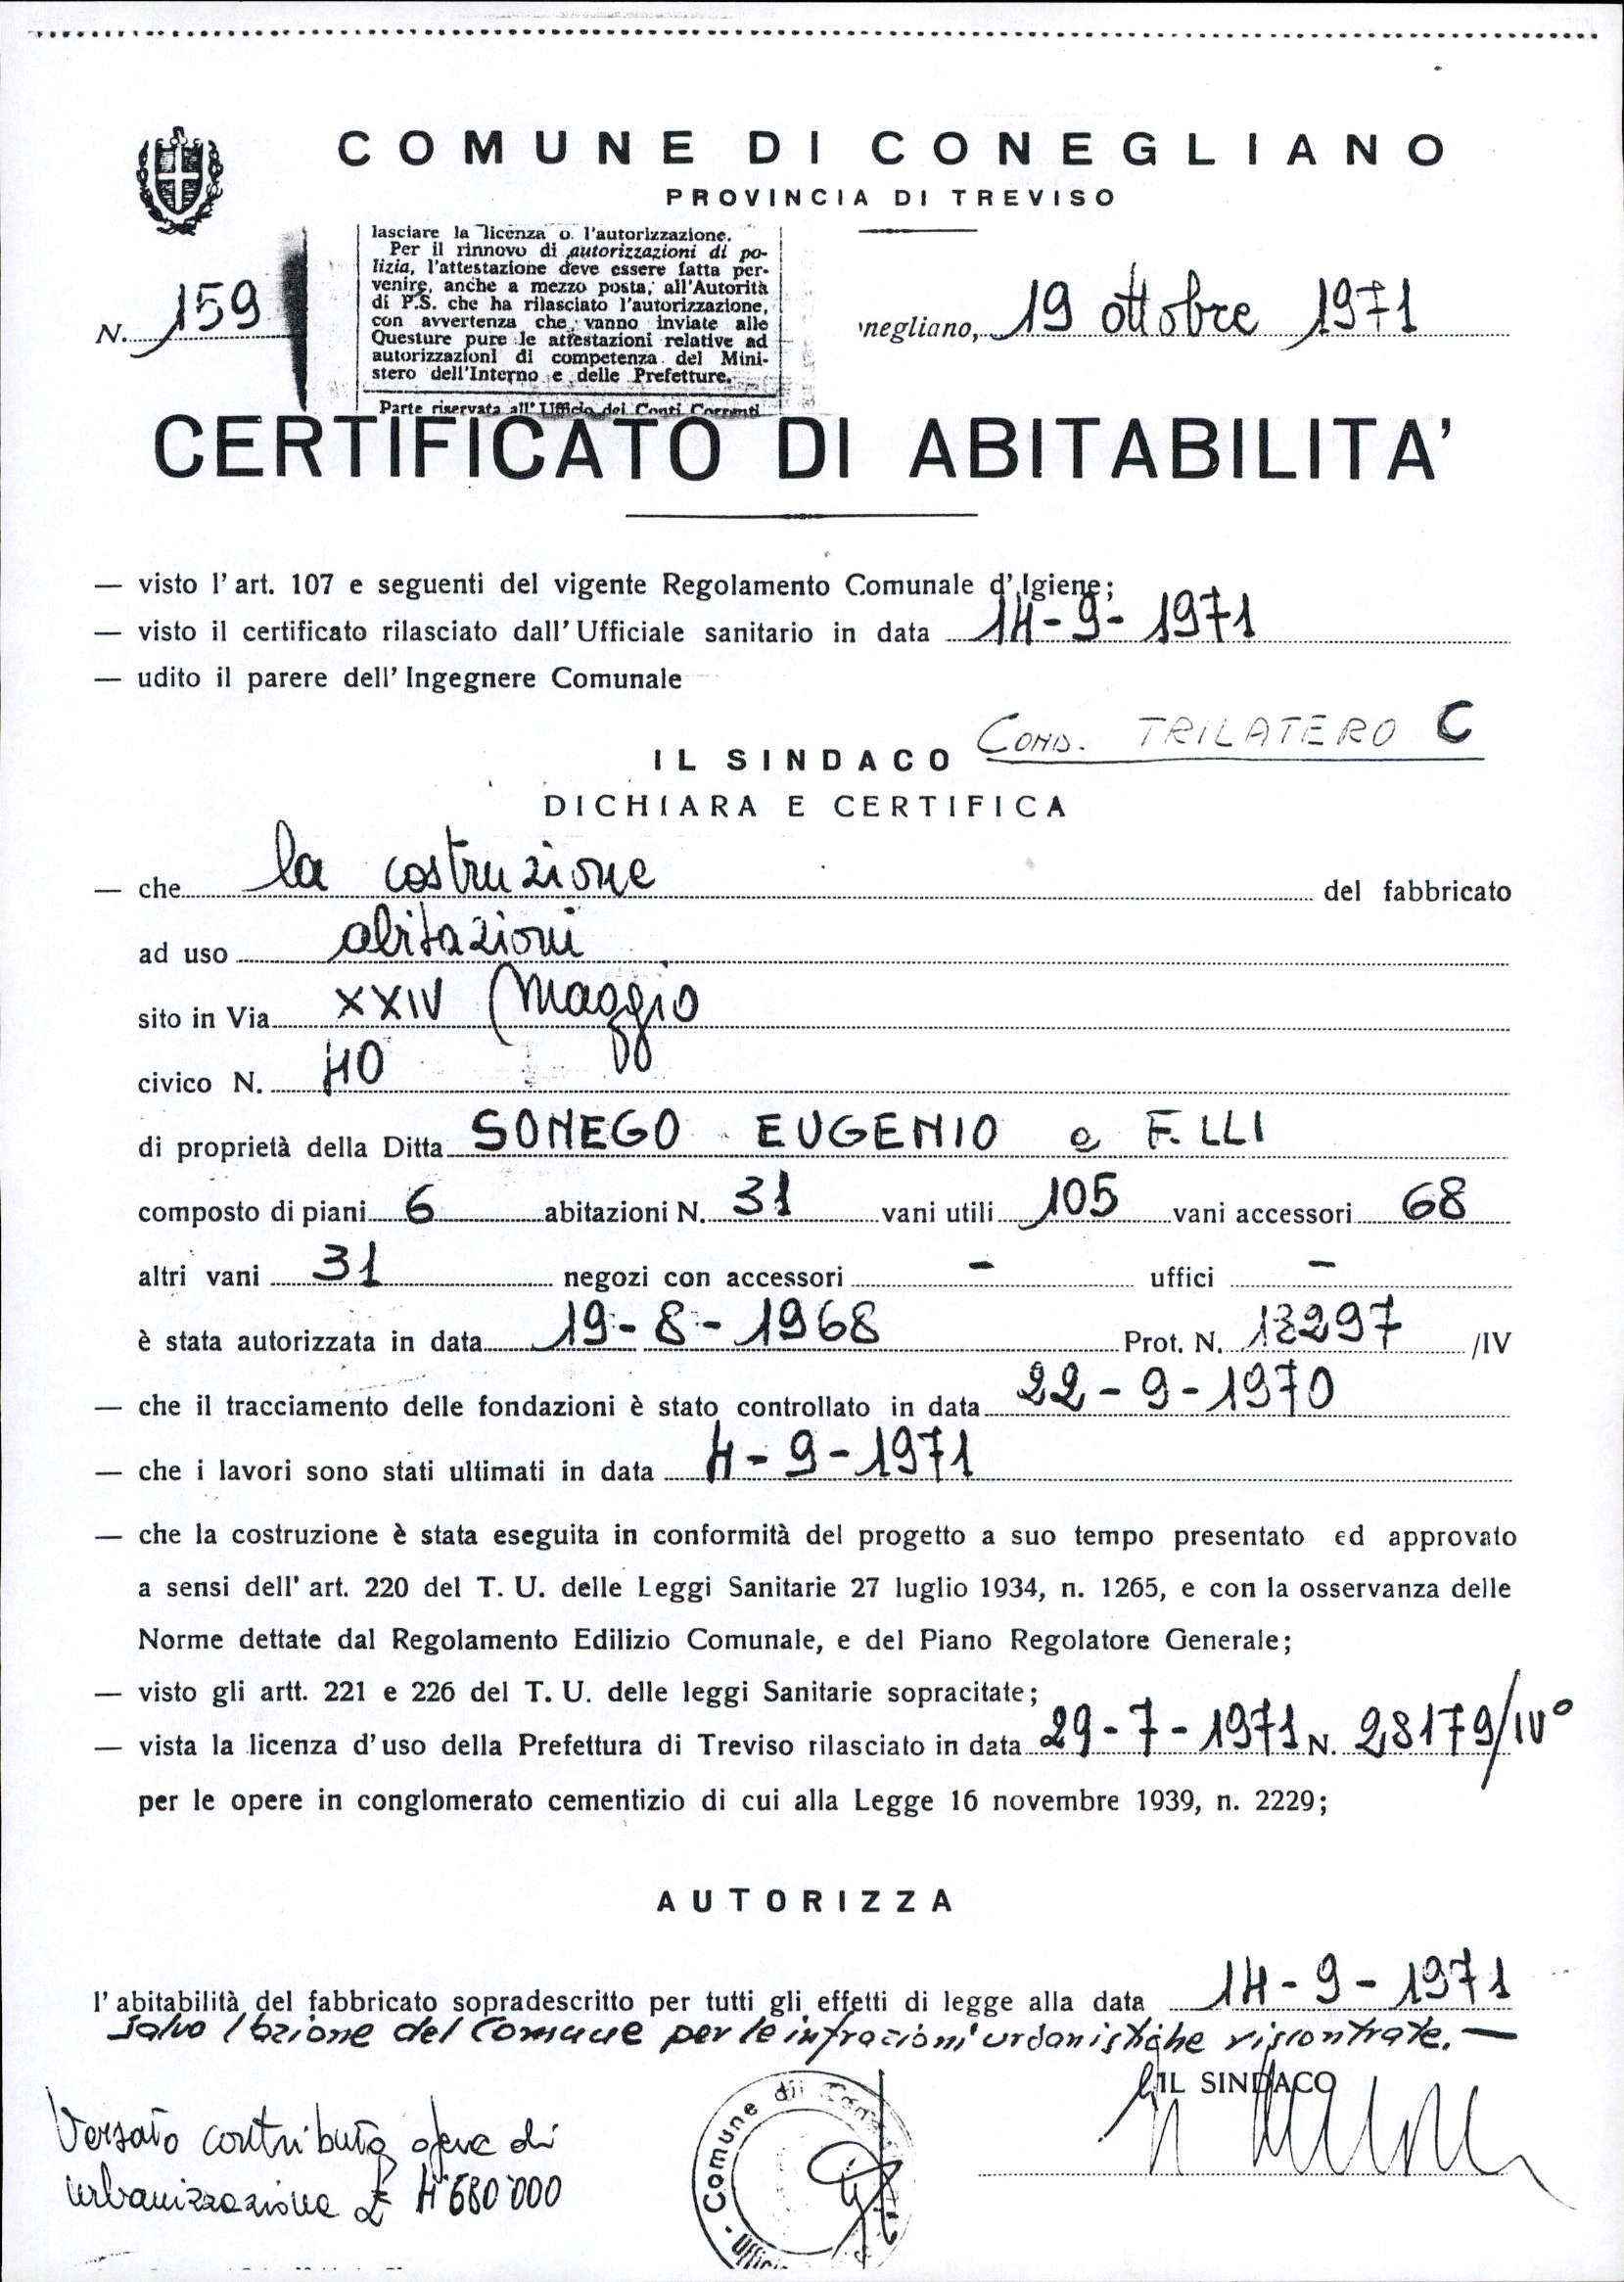 COMUNE DI CONEGLIANO
PROVINCIA DI TREVISO
lasciare la licenza o l'autorizzazione.
Per il rinnovo di autorizzazioni di po-
lizia, l'attestazione deve essere fatta per-
venire, anche a mezzo posta, all'Autorità
di P.S. che ha rilasciato l'autorizzazione,
con avvertenza che vanno inviate alle
Questure pure le attestazioni relative ad
autorizzazioni di competenza del Mini-
stero dell'Interno e delle Prefetture.
Parte riservata all'Ufficio dei Conti Correnti
N. 159
negliano, 19 ottobre 1971
CERTIFICATO DI ABITABILITA'
— visto l'art. 107 e seguenti del vigente Regolamento Comunale d'Igiene;
— visto il certificato rilasciato dall'Ufficiale sanitario in data 14-9-1971
— udito il parere dell'Ingegnere Comunale
COND. TRILATERO C
IL SINDACO
DICHIARA E CERTIFICA
— che la costruzione del fabbricato
ad uso abitazioni
sito in Via XXIV Maggio
civico N. 40
di proprietà della Ditta SONEGO EUGENIO e F.LLI
composto di piani 6 abitazioni N. 31 vani utili 105 vani accessori 68
altri vani 31 negozi con accessori - uffici -
è stata autorizzata in data 19-8-1968 Prot. N. /IV
— che il tracciamento delle fondazioni è stato controllato in data 22-9-1970
— che i lavori sono stati ultimati in data 4-9-1971
— che la costruzione è stata eseguita in conformità del progetto a suo tempo presentato ed approvato
a sensi dell'art. 220 del T. U. delle Leggi Sanitarie 27 luglio 1934, n. 1265, e con la osservanza delle
Norme dettate dal Regolamento Edilizio Comunale, e del Piano Regolatore Generale;
— visto gli artt. 221 e 226 del T. U. delle leggi Sanitarie sopracitate;
— vista la licenza d'uso della Prefettura di Treviso rilasciato in data 29-7-1971 N. 28179/IV°
per le opere in conglomerato cementizio di cui alla Legge 16 novembre 1939, n. 2229;
AUTORIZZA
l'abitabilità del fabbricato sopradescritto per tutti gli effetti di legge alla data 14-9-1971
salvo l'azione del Comune per le infrazioni urbanistiche riscontrate. —
IL SINDACO
Versato contributo opere di
urbanizzazione £ 4'680'000
Comune di